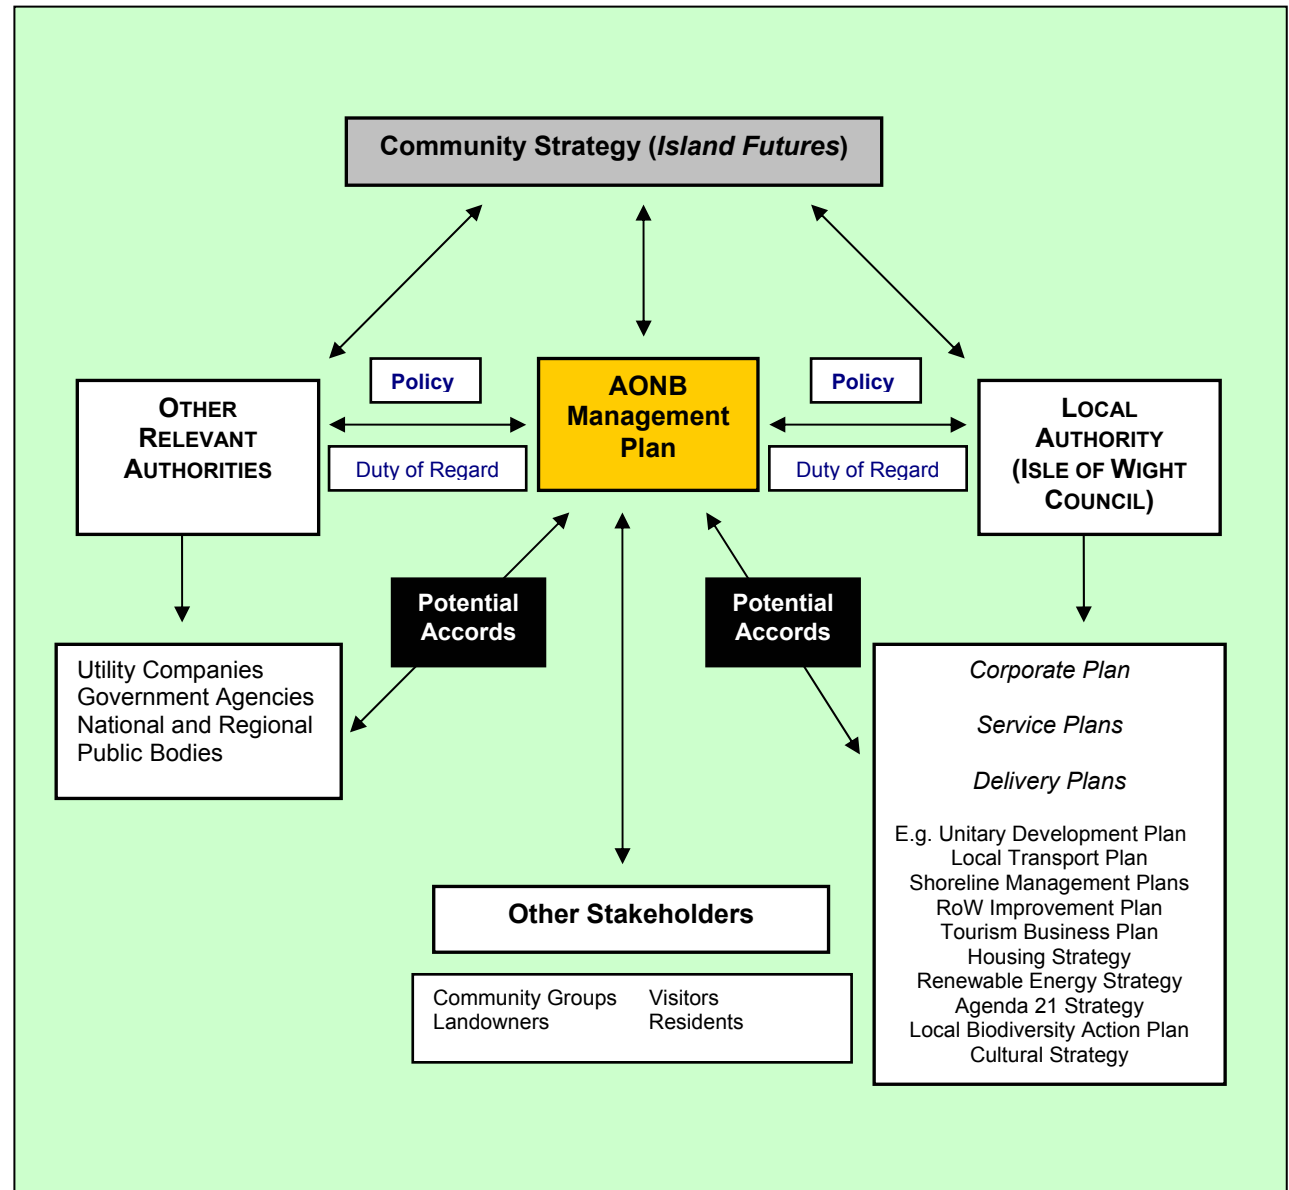 Community Strategy (Island Futures)
Policy
AONB
Management
Plan
Policy
OTHER
RELEVANT
AUTHORITIES
LOCAL
AUTHORITY
(ISLE OF WIGHT
COUNCIL)
Duty of Regard
Duty of Regard
Potential
Accords
Potential
Accords
Utility Companies
Government Agencies
National and Regional
Public Bodies
Corporate Plan
Service Plans
Delivery Plans
E.g. Unitary Development Plan
Local Transport Plan
Shoreline Management Plans
RoW Improvement Plan
Tourism Business Plan
Housing Strategy
Renewable Energy Strategy
Agenda 21 Strategy
Local Biodiversity Action Plan
Cultural Strategy
Other Stakeholders
Community Groups Visitors
Landowners Residents